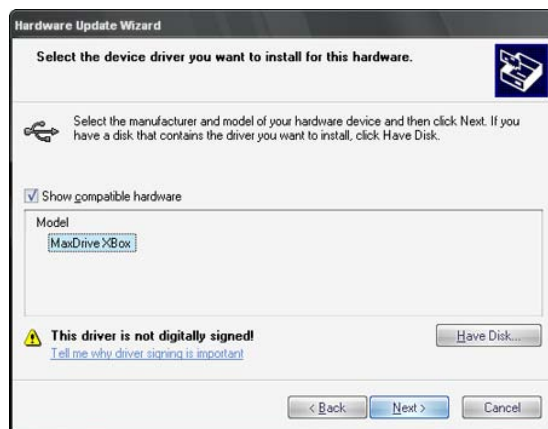 Hardware Update Wizard
Select the device driver you want to install for this hardware.
Select the manufacturer and model of your hardware device and then click Next. If you
have a disk that contains the driver you want to install, click Have Disk.
Show compatible hardware
Model
MaxDrive XBox
This driver is not digitally signed!
Have Disk...
Tell me why driver signing is important
< Back
Next >
Cancel